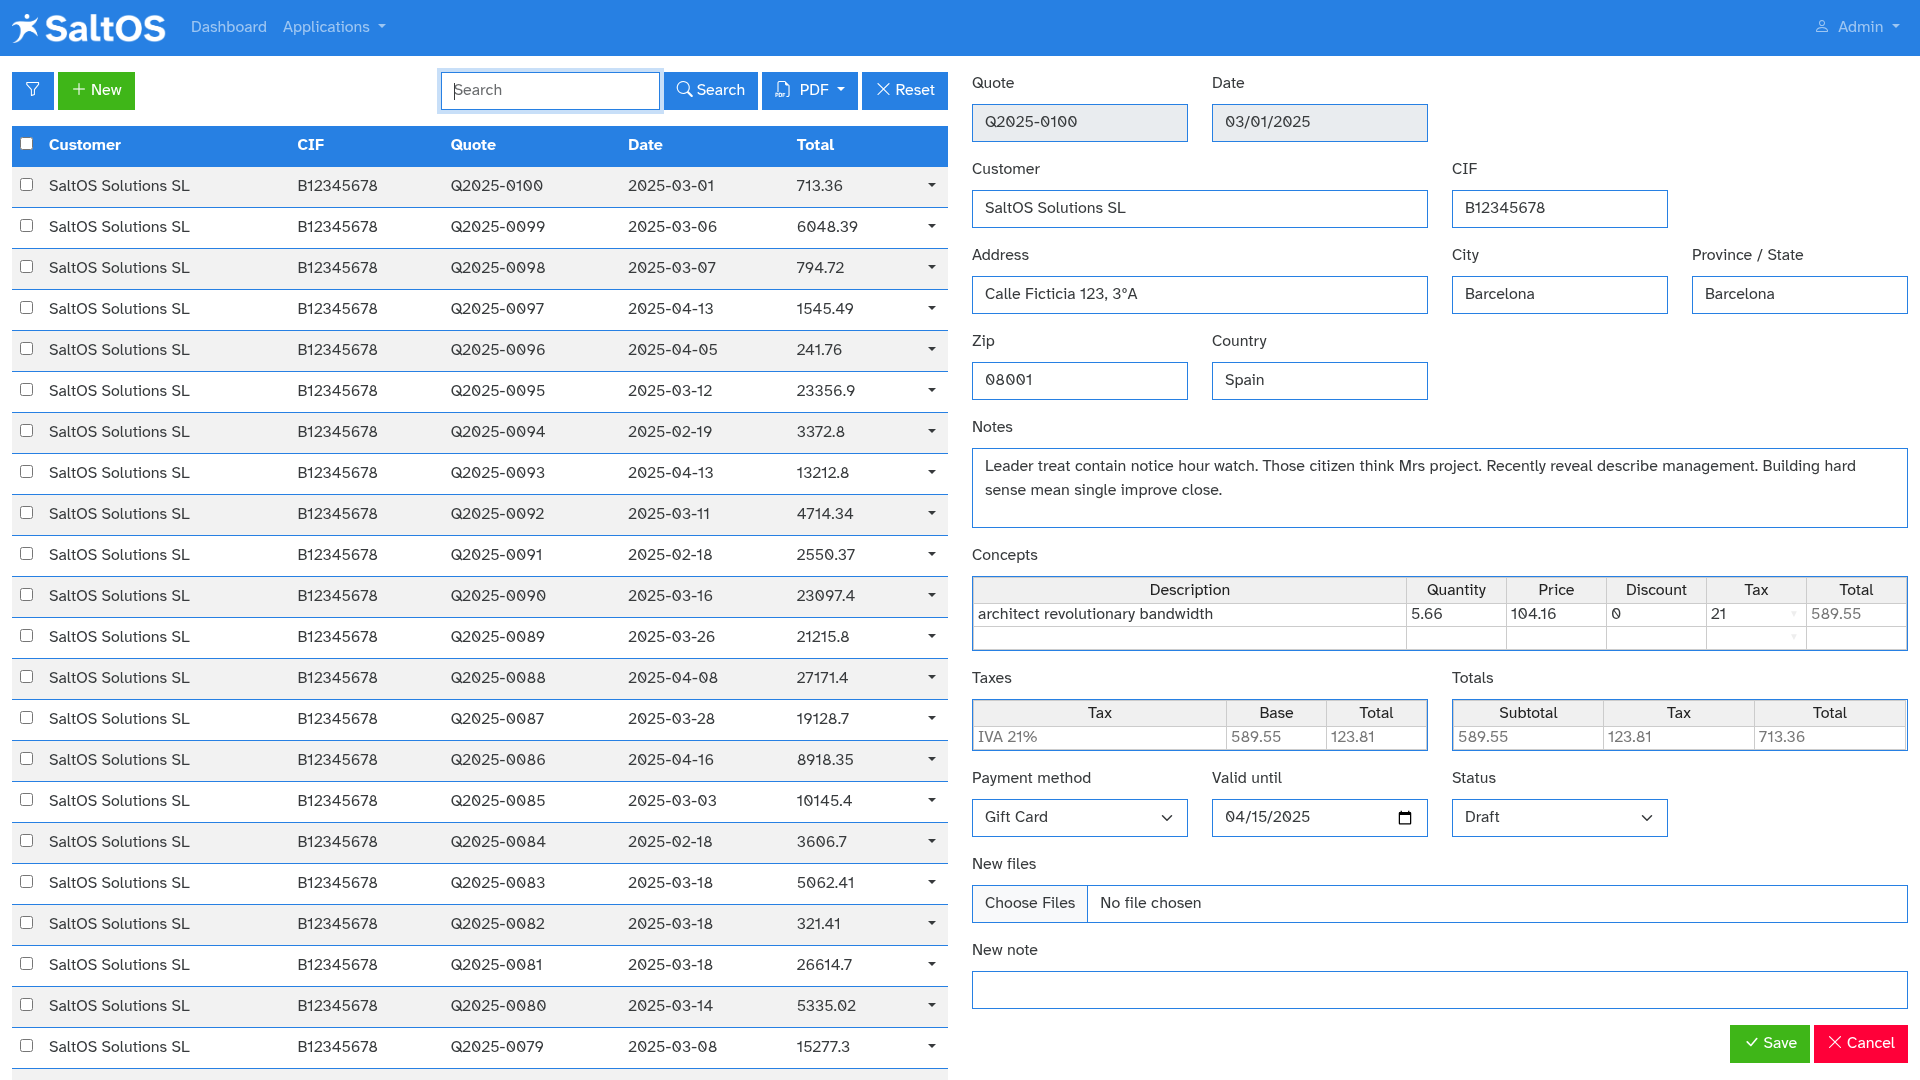 SaltOS Dashboard Applications Admin
New Search Search PDF Reset
Customer CIF Quote Date Total
SaltOS Solutions SL B12345678 Q2025-0100 2025-03-01 713.36
SaltOS Solutions SL B12345678 Q2025-0099 2025-03-06 6048.39
SaltOS Solutions SL B12345678 Q2025-0098 2025-03-07 794.72
SaltOS Solutions SL B12345678 Q2025-0097 2025-04-13 1545.49
SaltOS Solutions SL B12345678 Q2025-0096 2025-04-05 241.76
SaltOS Solutions SL B12345678 Q2025-0095 2025-03-12 23356.9
SaltOS Solutions SL B12345678 Q2025-0094 2025-02-19 3372.8
SaltOS Solutions SL B12345678 Q2025-0093 2025-04-13 13212.8
SaltOS Solutions SL B12345678 Q2025-0092 2025-03-11 4714.34
SaltOS Solutions SL B12345678 Q2025-0091 2025-02-18 2550.37
SaltOS Solutions SL B12345678 Q2025-0090 2025-03-16 23097.4
SaltOS Solutions SL B12345678 Q2025-0089 2025-03-26 21215.8
SaltOS Solutions SL B12345678 Q2025-0088 2025-04-08 27171.4
SaltOS Solutions SL B12345678 Q2025-0087 2025-03-28 19128.7
SaltOS Solutions SL B12345678 Q2025-0086 2025-04-16 8918.35
SaltOS Solutions SL B12345678 Q2025-0085 2025-03-03 10145.4
SaltOS Solutions SL B12345678 Q2025-0084 2025-02-18 3606.7
SaltOS Solutions SL B12345678 Q2025-0083 2025-03-18 5062.41
SaltOS Solutions SL B12345678 Q2025-0082 2025-03-18 321.41
SaltOS Solutions SL B12345678 Q2025-0081 2025-03-18 26614.7
SaltOS Solutions SL B12345678 Q2025-0080 2025-03-14 5335.02
SaltOS Solutions SL B12345678 Q2025-0079 2025-03-08 15277.3
Quote Date
Q2025-0100 03/01/2025
Customer CIF
SaltOS Solutions SL B12345678
Address City Province / State
Calle Ficticia 123, 3°A Barcelona Barcelona
Zip Country
08001 Spain
Notes
Leader treat contain notice hour watch. Those citizen think Mrs project. Recently reveal describe management. Building hard
sense mean single improve close.
Concepts
Description Quantity Price Discount Tax Total
architect revolutionary bandwidth 5.66 104.16 0 21 589.55
Taxes Totals
Tax Base Total Subtotal Tax Total
IVA 21% 589.55 123.81 589.55 123.81 713.36
Payment method Valid until Status
Gift Card 04/15/2025 Draft
New files
Choose Files No file chosen
New note
Save Cancel